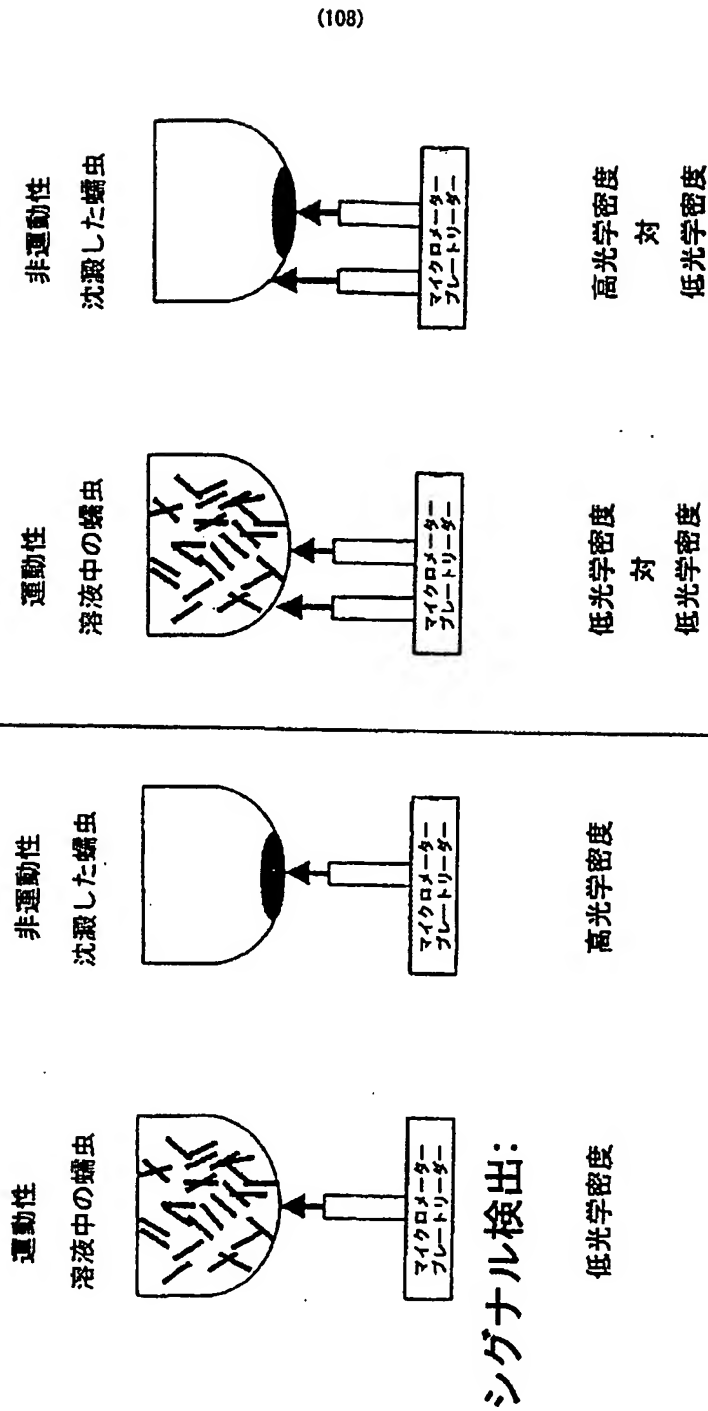 (108)
運動性
溶液中の蠕虫
マイクロメーター
プレートリーダー
非運動性
沈澱した蠕虫
マイクロメーター
プレートリーダー
運動性
溶液中の蠕虫
マイクロメーター
プレートリーダー
非運動性
沈澱した蠕虫
マイクロメーター
プレートリーダー
シグナル検出:
低光学密度
高光学密度
低光学密度
対
低光学密度
高光学密度
対
低光学密度